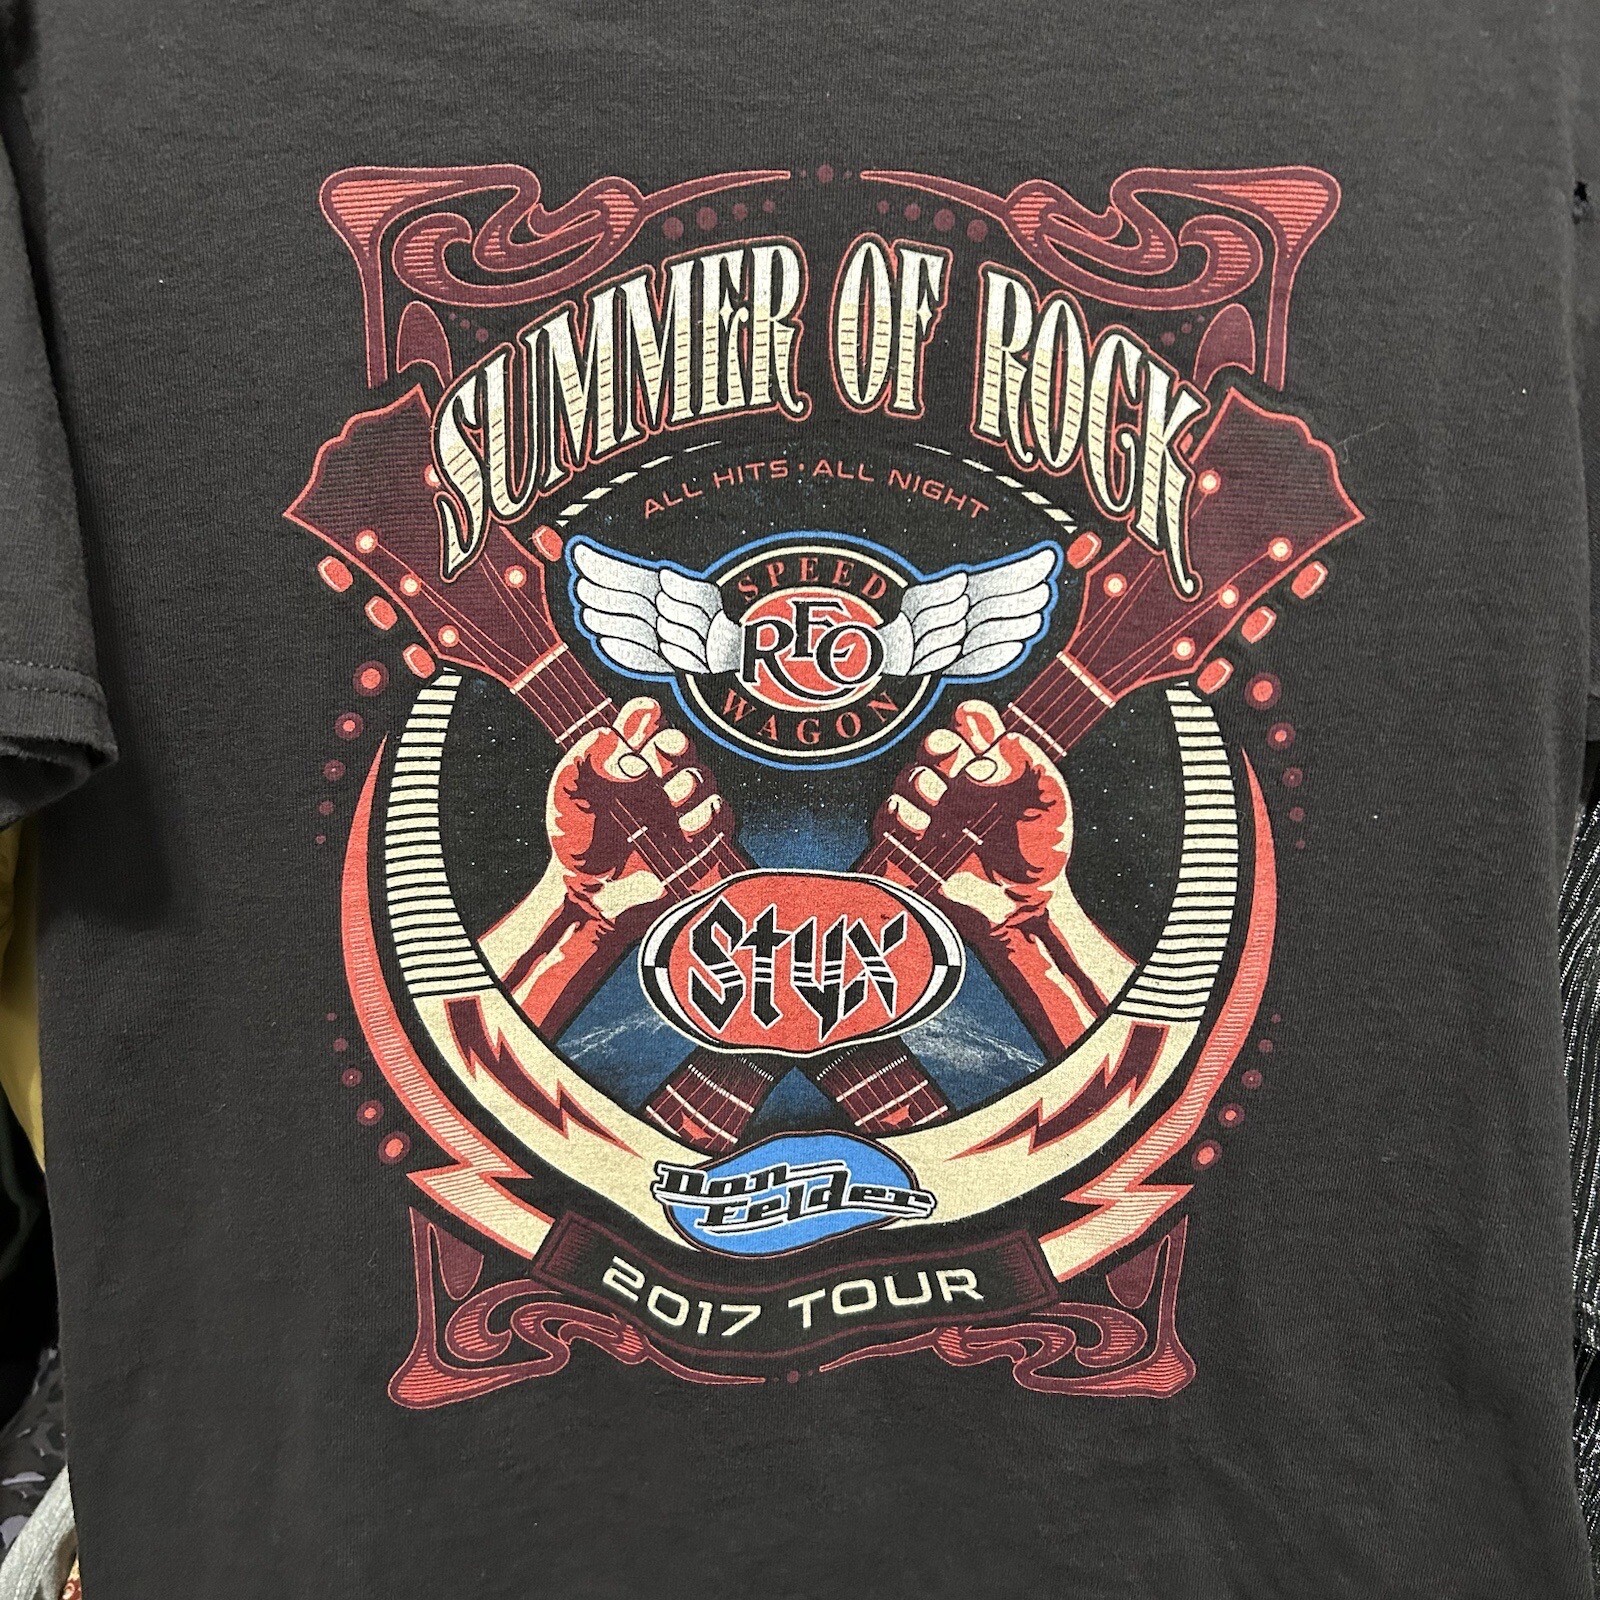 SUMMER OF ROCK
ALL HITS · ALL NIGHT
SPEED
REO
WAGON
STYX
Don
Felder
2017 TOUR